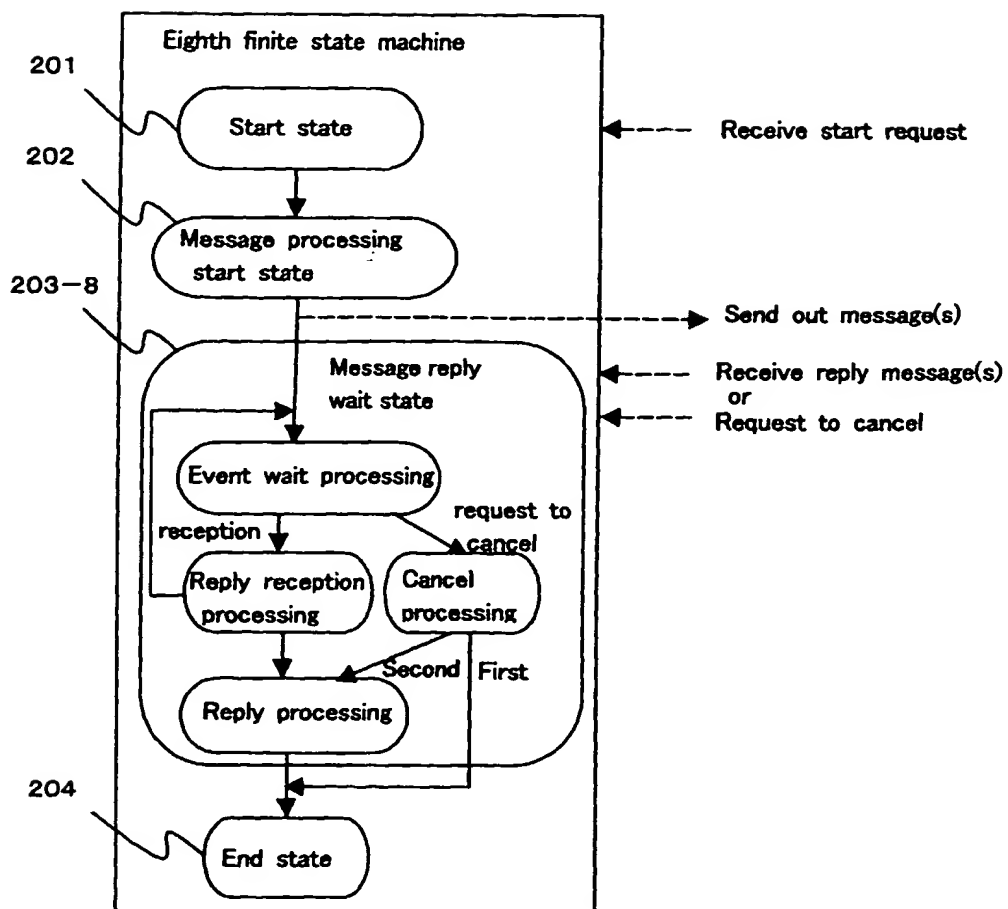 Eighth finite state machine
201
Start state
Receive start request
202
Message processing
start state
203-8
Send out message(s)
Message reply
wait state
Receive reply message(s)
or
Request to cancel
Event wait processing
reception
request to
cancel
Reply reception
processing
Cancel
processing
Second
First
Reply processing
204
End state